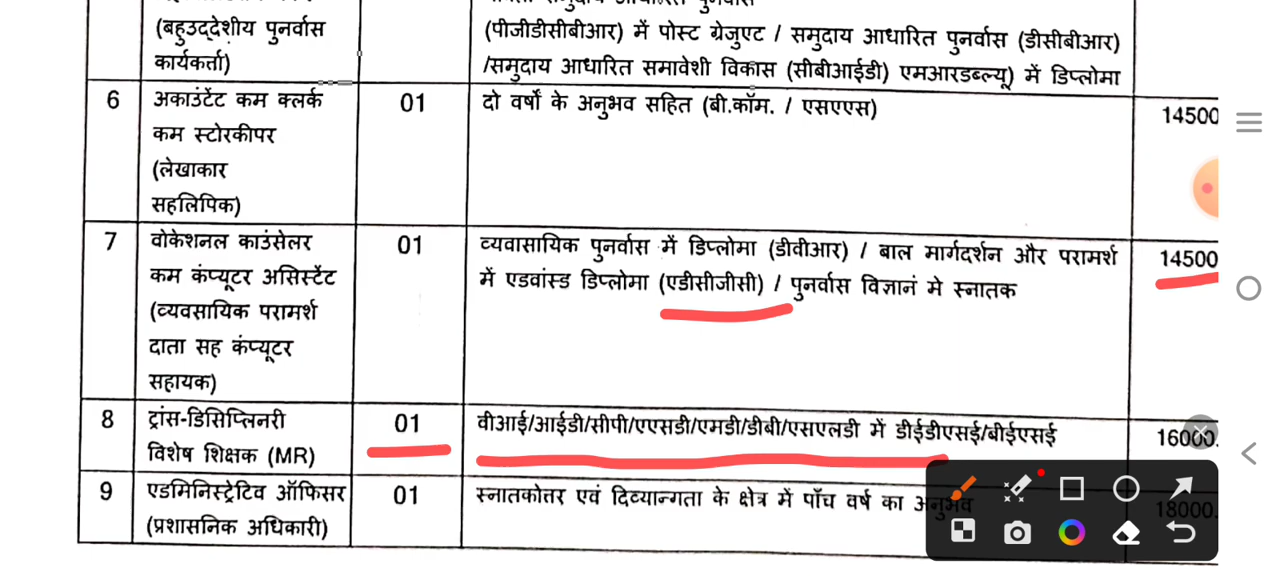 (बहुउद्देशीय पुनर्वास
कार्यकर्ता)
(पीजीडीसीबीआर) में पोस्ट ग्रेजुएट / समुदाय आधारित पुनर्वास (डीसीबीआर)
/समुदाय आधारित समावेशी विकास (सीबीआईडी) एमआरडब्ल्यू) में डिप्लोमा
6 अकाउंटेंट कम क्लर्क 01 दो वर्षों के अनुभव सहित (बी.कॉम. / एसएएस) 14500
कम स्टोरकीपर
(लेखाकार
सहलिपिक)
7 वोकेशनल काउंसेलर 01 व्यवसायिक पुनर्वास में डिप्लोमा (डीवीआर) / बाल मार्गदर्शन और परामर्श 14500
कम कंप्यूटर असिस्टेंट में एडवांस्ड डिप्लोमा (एडीसीजीसी) / पुनर्वास विज्ञानं मे स्नातक
(व्यवसायिक परामर्श
दाता सह कंप्यूटर
सहायक)
8 ट्रांस-डिसिप्लिनरी 01 वीआई/आईडी/सीपी/एएसडी/एमडी/डीबी/एसएलडी में डीईडीएसई/बीईएसई 16000.
विशेष शिक्षक (MR)
9 एडमिनिस्ट्रेटिव ऑफिसर 01 स्नातकोतर एवं दिव्यान्गता के क्षेत्र में पाँच वर्ष का अनुभव 18000.
(प्रशासनिक अधिकारी)